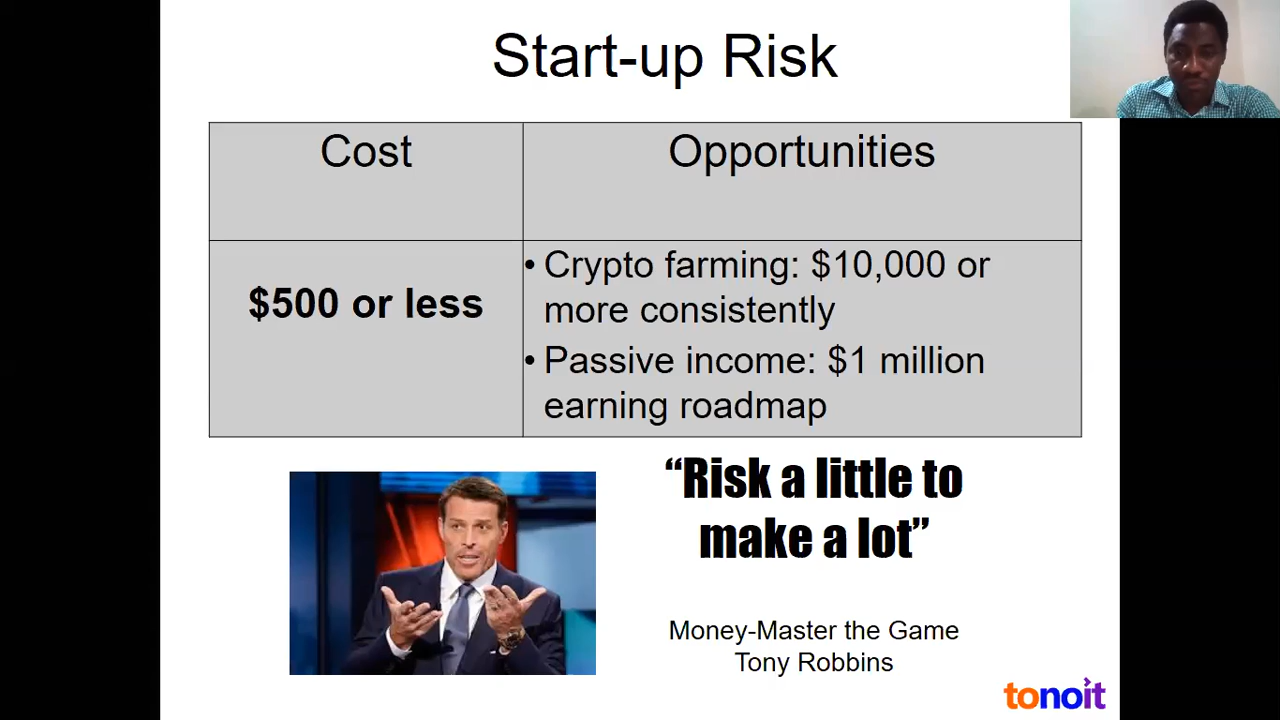 Start-up Risk
Cost
Opportunities
$500 or less
• Crypto farming: $10,000 or
more consistently
• Passive income: $1 million
earning roadmap
“Risk a little to
make a lot”
Money-Master the Game
Tony Robbins
tonoit